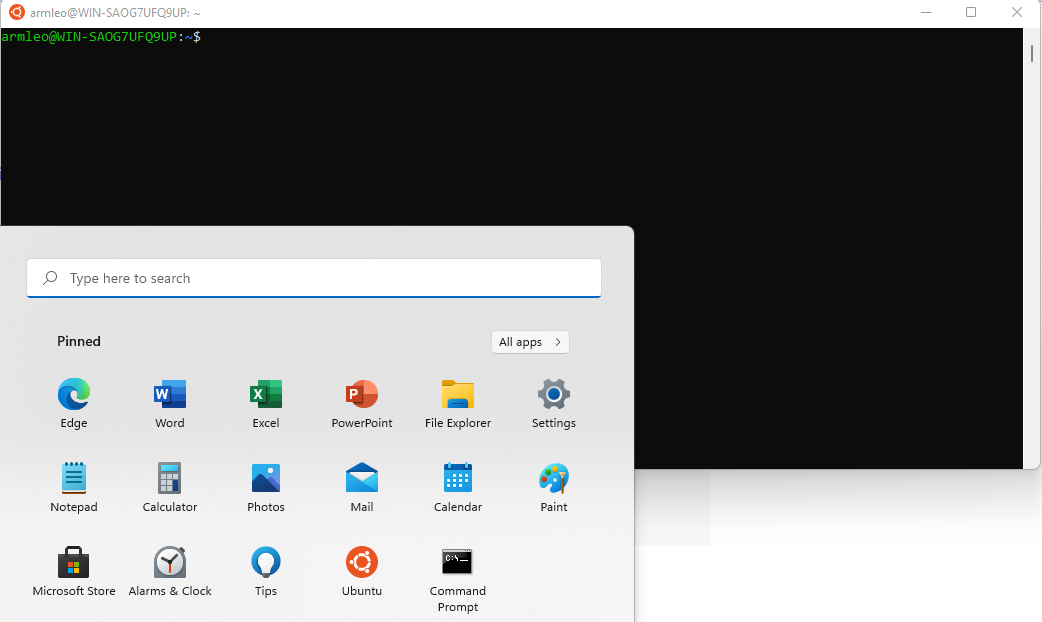 armleo@WIN-SAOG7UFQ9UP: ~
armleo@WIN-SAOG7UFQ9UP:~$
Type here to search
Pinned
All apps
Edge
Word
Excel
PowerPoint
File Explorer
Settings
Notepad
Calculator
Photos
Mail
Calendar
Paint
Microsoft Store
Alarms & Clock
Tips
Ubuntu
Command
Prompt